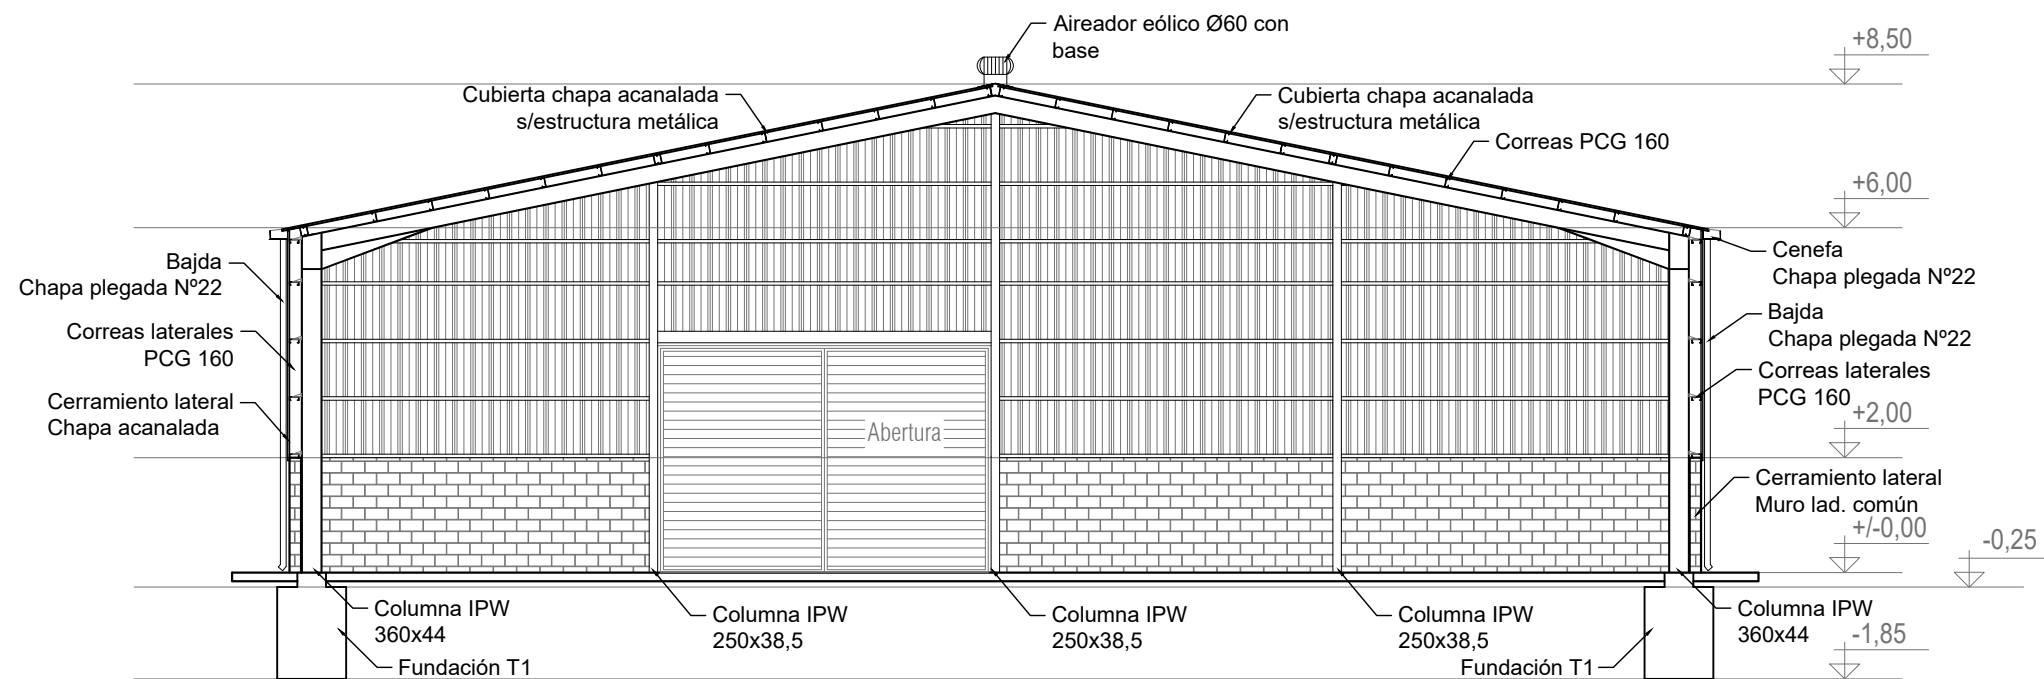 Aireador eólico Ø60 con
base
+8,50
Cubierta chapa acanalada
s/estructura metálica
Cubierta chapa acanalada
s/estructura metálica
Correas PCG 160
+6,00
Bajda
Chapa plegada Nº22
Cenefa
Chapa plegada Nº22
Correas laterales
PCG 160
Bajda
Chapa plegada Nº22
Cerramiento lateral
Chapa acanalada
Correas laterales
PCG 160
+2,00
Abertura
Cerramiento lateral
Muro lad. común
+/-0,00
-0,25
Columna IPW
360x44
Columna IPW
250x38,5
Columna IPW
250x38,5
Columna IPW
250x38,5
Columna IPW
360x44
-1,85
Fundación T1
Fundación T1